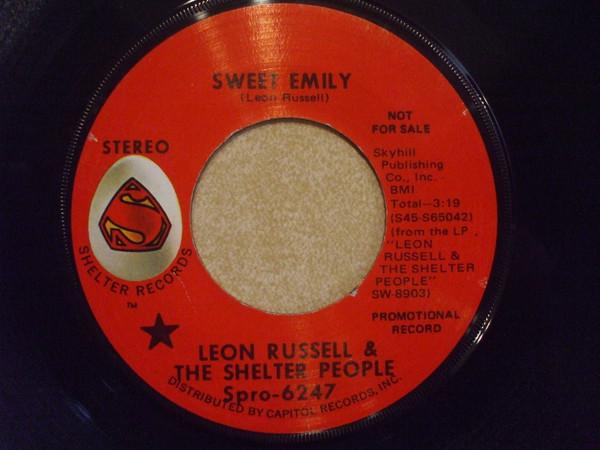 SWEET EMILY
(Leon Russell)
NOT
FOR SALE
STEREO
Skyhill
Publishing
Co., Inc. -
BMI
Total—3:19
(S45-S65042)
(from the LP,
"LEON
RUSSELL &
THE SHELTER
PEOPLE"
SW-8903)
S
SHELTER RECORDS
TM
PROMOTIONAL
RECORD
LEON RUSSELL &
THE SHELTER PEOPLE
Spro-6247
DISTRIBUTED BY CAPITOL RECORDS, INC.